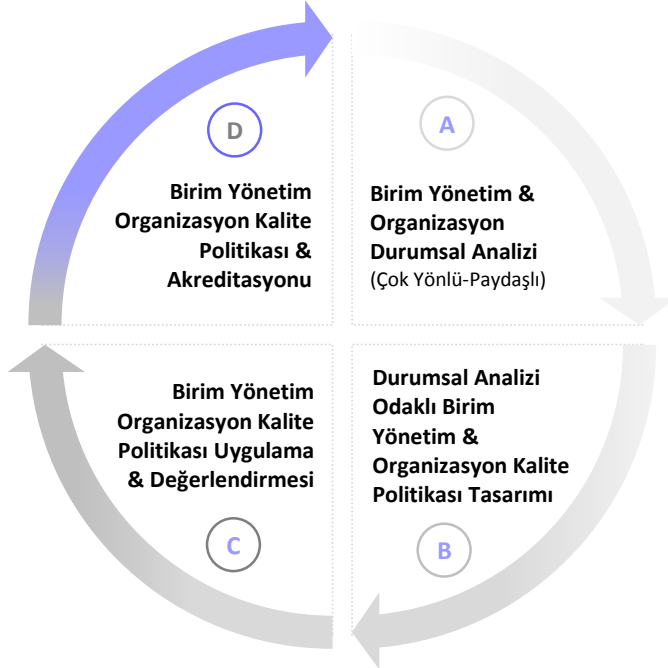 A
Birim Yönetim &
Organizasyon
Durumsal Analizi
(Çok Yönlü-Paydaşlı)
Durumsal Analizi
Odaklı Birim
Yönetim &
Organizasyon Kalite
Politikası Tasarımı
B
Birim Yönetim
Organizasyon Kalite
Politikası Uygulama
& Değerlendirmesi
C
D
Birim Yönetim
Organizasyon Kalite
Politikası &
Akreditasyonu